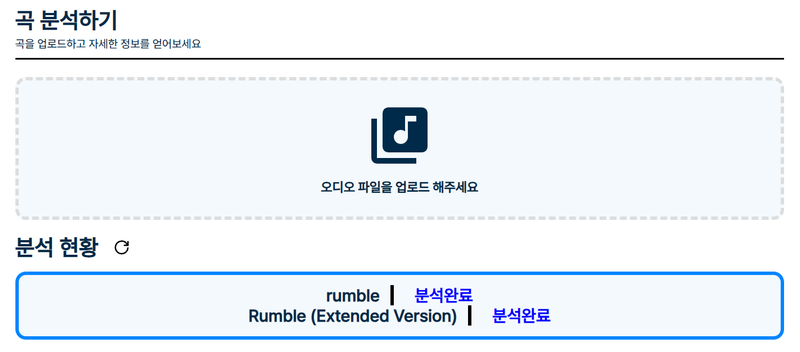 곡 분석하기
곡을 업로드하고 자세한 정보를 얻어보세요
오디오 파일을 업로드 해주세요
분석 현황
rumble | 분석완료
Rumble (Extended Version) | 분석완료